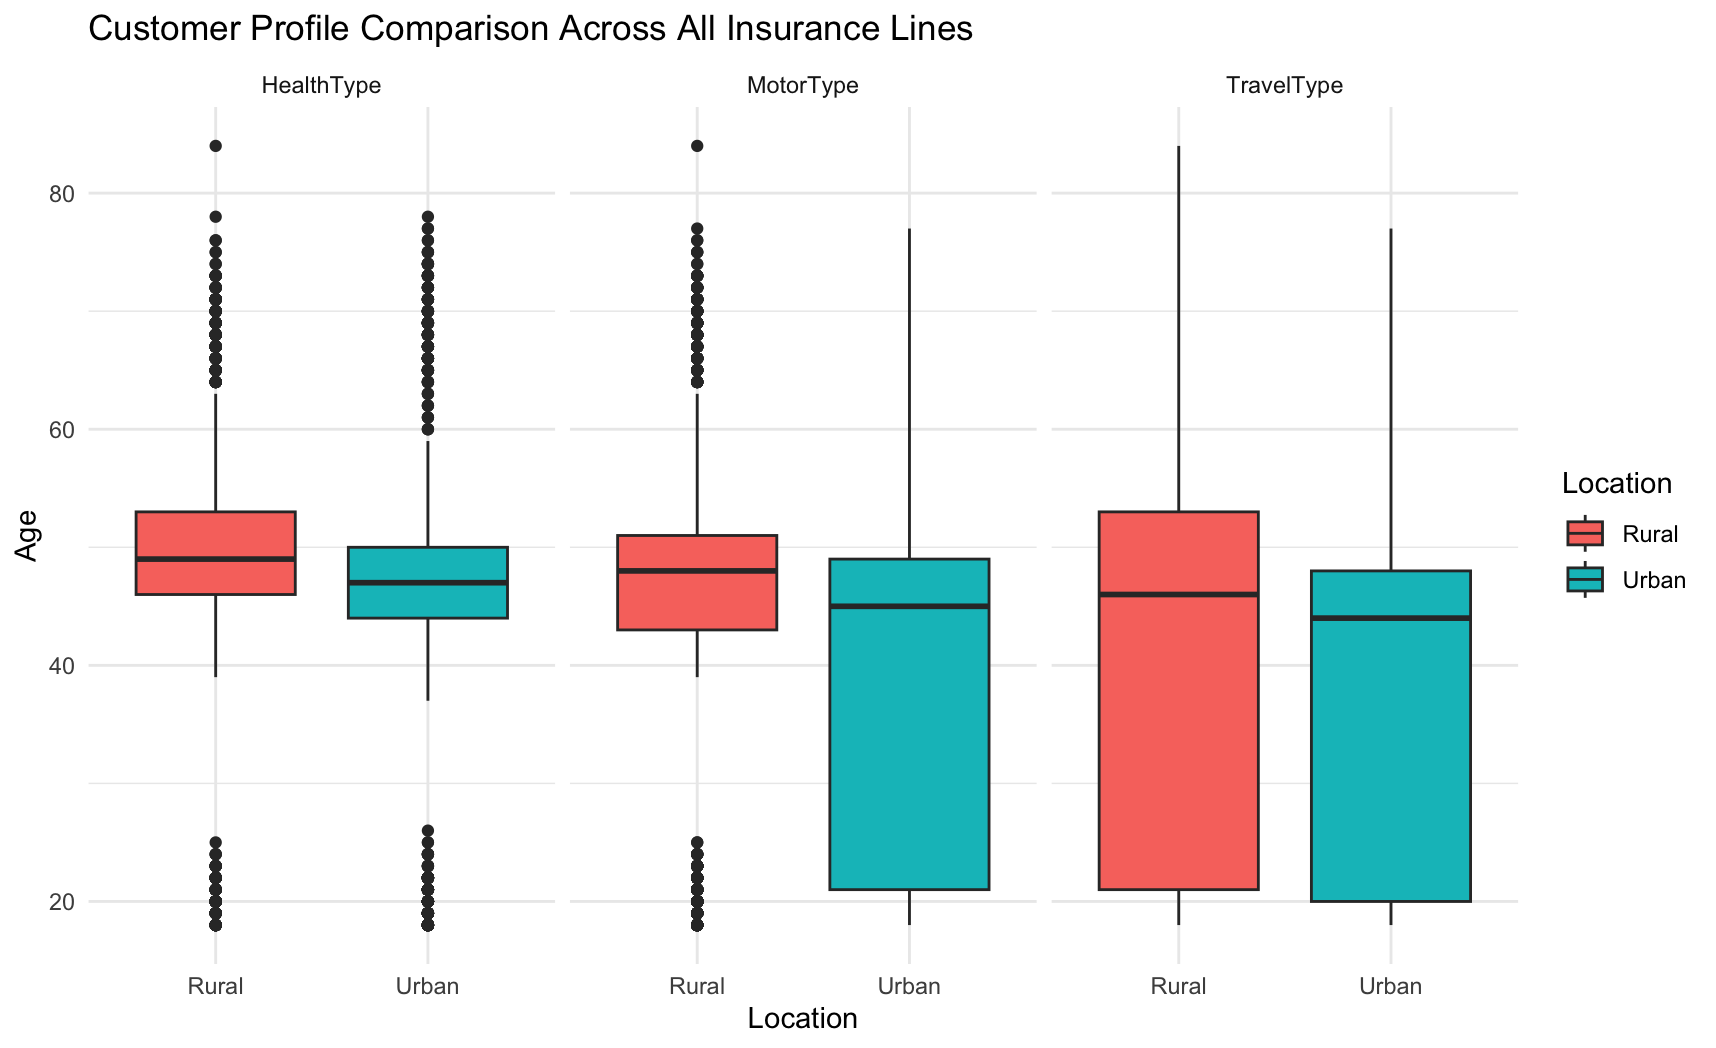 Customer Profile Comparison Across All Insurance Lines
HealthType
MotorType
TravelType
80
60
40
20
Age
Rural
Urban
Rural
Urban
Rural
Urban
Location
Location
Rural
Urban